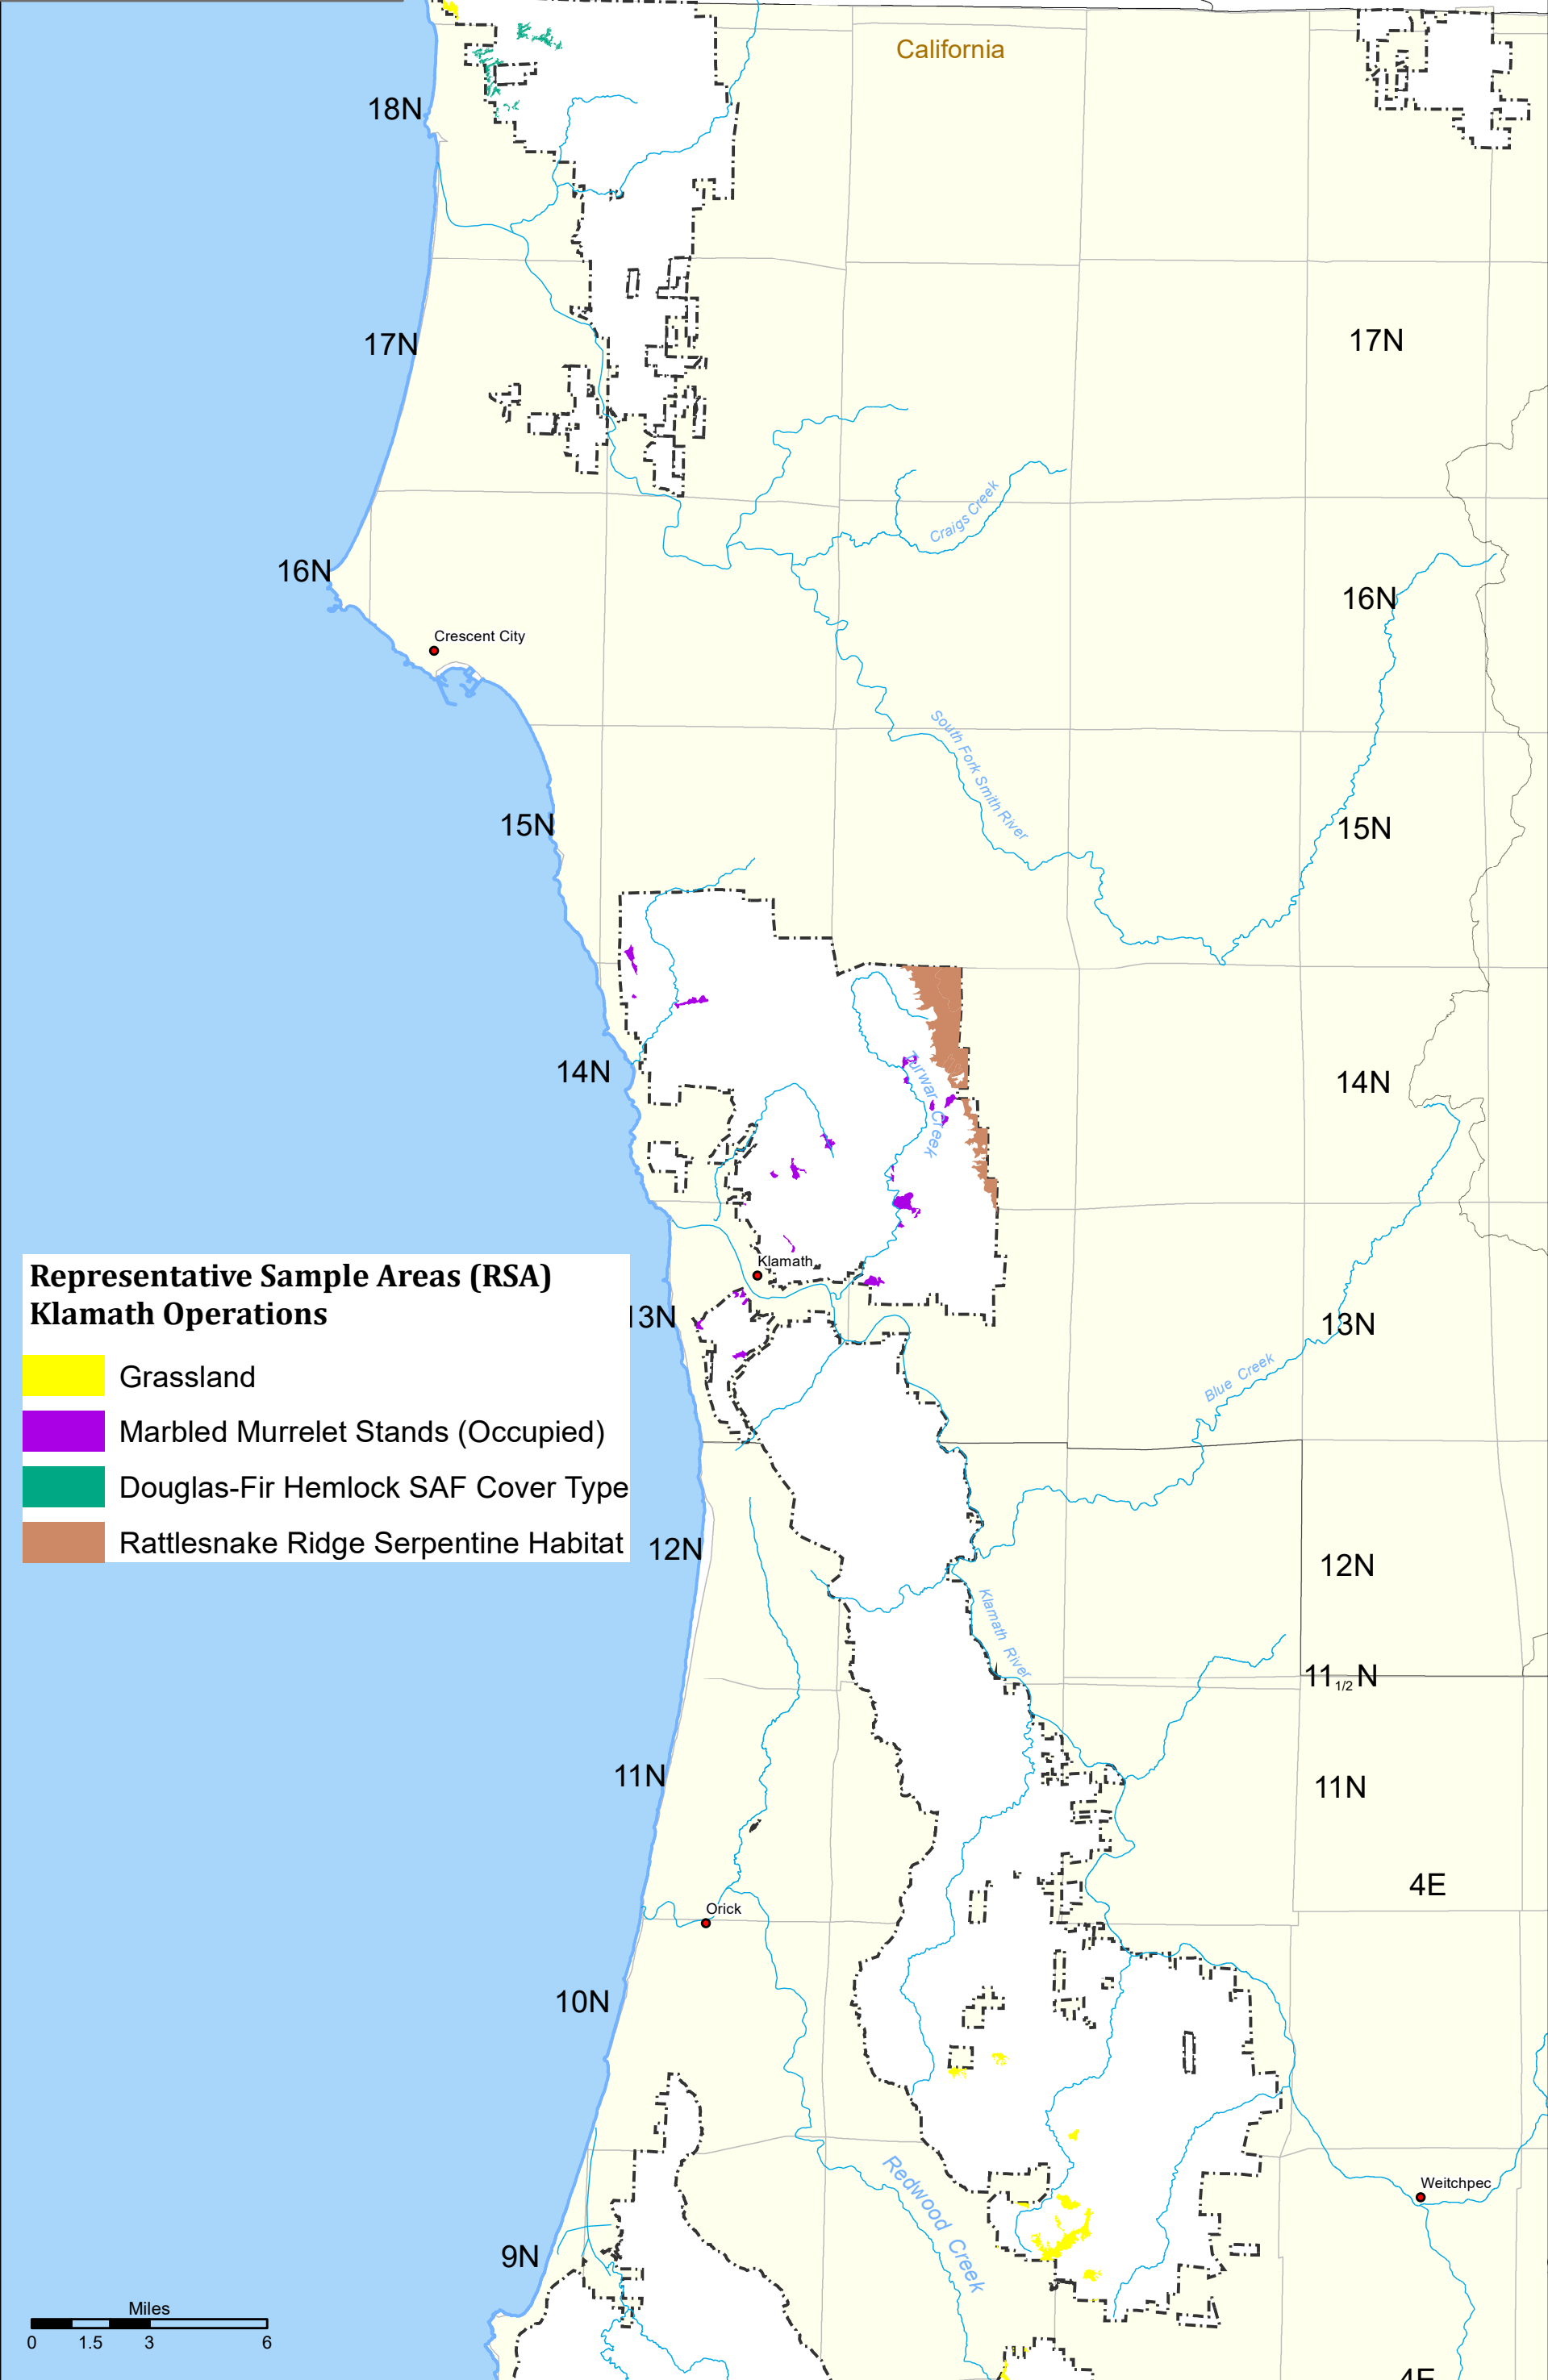 California
18N
17N
17N
Craigs Creek
16N
16N
Crescent City
South Fork Smith River
15N
15N
14N
14N
Turwar Creek
Klamath
Representative Sample Areas (RSA)
Klamath Operations
Grassland
Marbled Murrelet Stands (Occupied)
Douglas-Fir Hemlock SAF Cover Type
Rattlesnake Ridge Serpentine Habitat
13N
13N
Blue Creek
12N
12N
Klamath River
11 1/2 N
11N
11N
4E
Orick
10N
Weitchpec
Redwood Creek
9N
Miles
0 1.5 3 6
4E